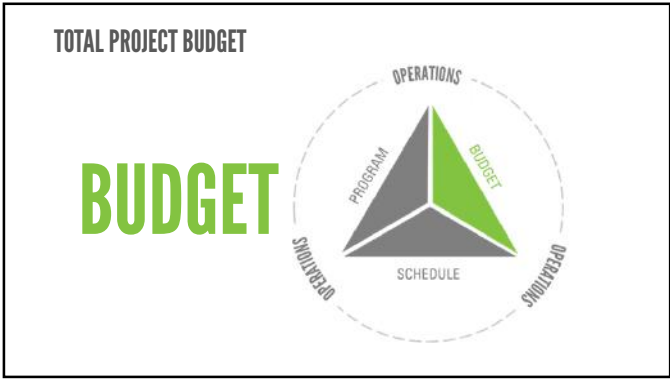 TOTAL PROJECT BUDGET
OPERATIONS
BUDGET
PROGRAM
BUDGET
OPERATIONS
OPERATIONS
SCHEDULE